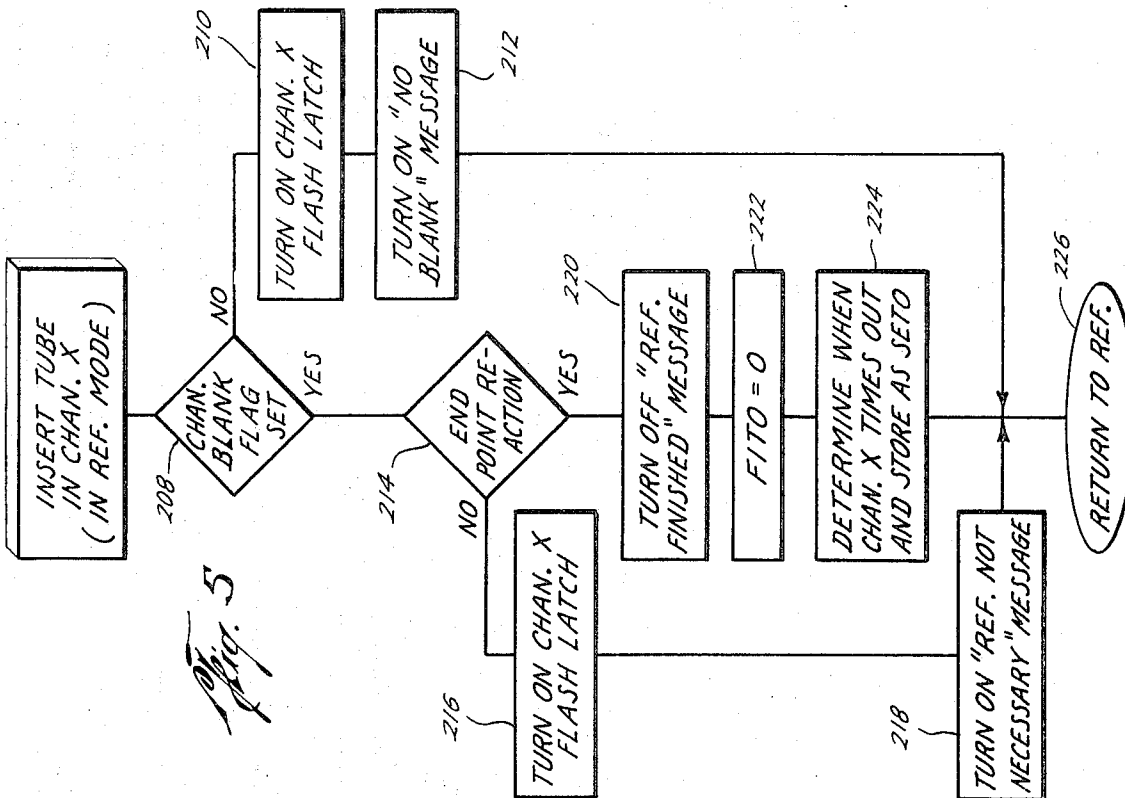 INSERT TUBE
IN CHAN. X
(IN REF. MODE)
208
CHAN.
BLANK
FLAG
SET
NO
YES
210
TURN ON CHAN. X
FLASH LATCH
212
TURN ON "NO
BLANK" MESSAGE
214
END
POINT RE-
ACTION
NO
YES
216
TURN ON CHAN. X
FLASH LATCH
218
TURN ON "REF. NOT
NECESSARY" MESSAGE
220
TURN OFF "REF.
FINISHED" MESSAGE
222
FITO = 0
224
DETERMINE WHEN
CHAN. X TIMES OUT
AND STORE AS SETO
226
RETURN TO REF.
Fig. 5